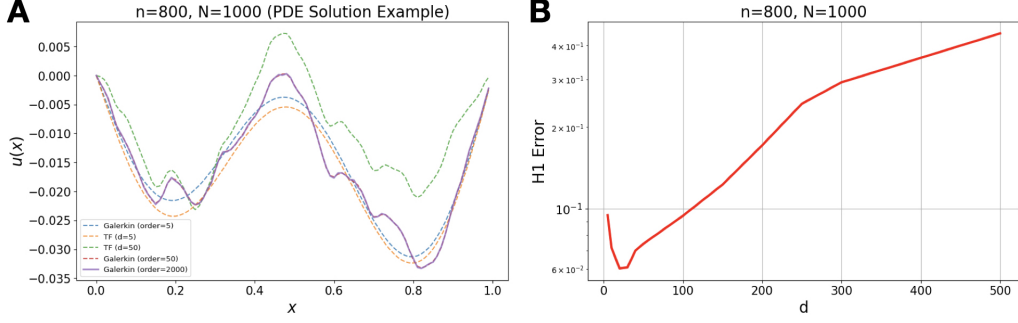 A
n=800, N=1000 (PDE Solution Example)
0.005
0.000
−0.005
−0.010
−0.015
−0.020
−0.025
−0.030
−0.035
u(x)
Galerkin (order=5)
TF (d=5)
TF (d=50)
Galerkin (order=50)
Galerkin (order=2000)
0.0 0.2 0.4 0.6 0.8 1.0
x
B
n=800, N=1000
4 × 10⁻¹
3 × 10⁻¹
2 × 10⁻¹
10⁻¹
6 × 10⁻²
H1 Error
0 100 200 300 400 500
d